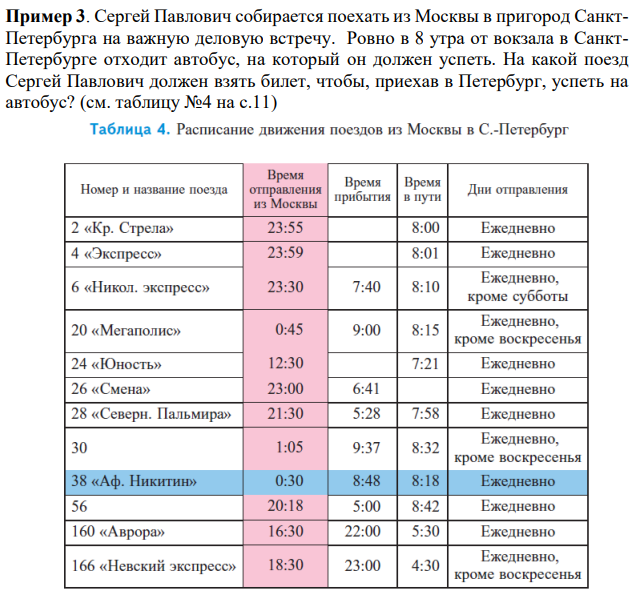 Пример 3. Сергей Павлович собирается поехать из Москвы в пригород Санкт-
Петербурга на важную деловую встречу. Ровно в 8 утра от вокзала в Санкт-
Петербурге отходит автобус, на который он должен успеть. На какой поезд
Сергей Павлович должен взять билет, чтобы, приехав в Петербург, успеть на
автобус? (см. таблицу №4 на с.11)
Таблица 4. Расписание движения поездов из Москвы в С.-Петербург
Номер и название поезда Время отправления из Москвы Время прибытия Время в пути Дни отправления
2 «Кр. Стрела» 23:55 8:00 Ежедневно
4 «Экспресс» 23:59 8:01 Ежедневно
6 «Никол. экспресс» 23:30 7:40 8:10 Ежедневно, кроме субботы
20 «Мегаполис» 0:45 9:00 8:15 Ежедневно, кроме воскресенья
24 «Юность» 12:30 7:21 Ежедневно
26 «Смена» 23:00 6:41 Ежедневно
28 «Северн. Пальмира» 21:30 5:28 7:58 Ежедневно
30 1:05 9:37 8:32 Ежедневно, кроме воскресенья
38 «Аф. Никитин» 0:30 8:48 8:18 Ежедневно
56 20:18 5:00 8:42 Ежедневно
160 «Аврора» 16:30 22:00 5:30 Ежедневно
166 «Невский экспресс» 18:30 23:00 4:30 Ежедневно, кроме воскресенья